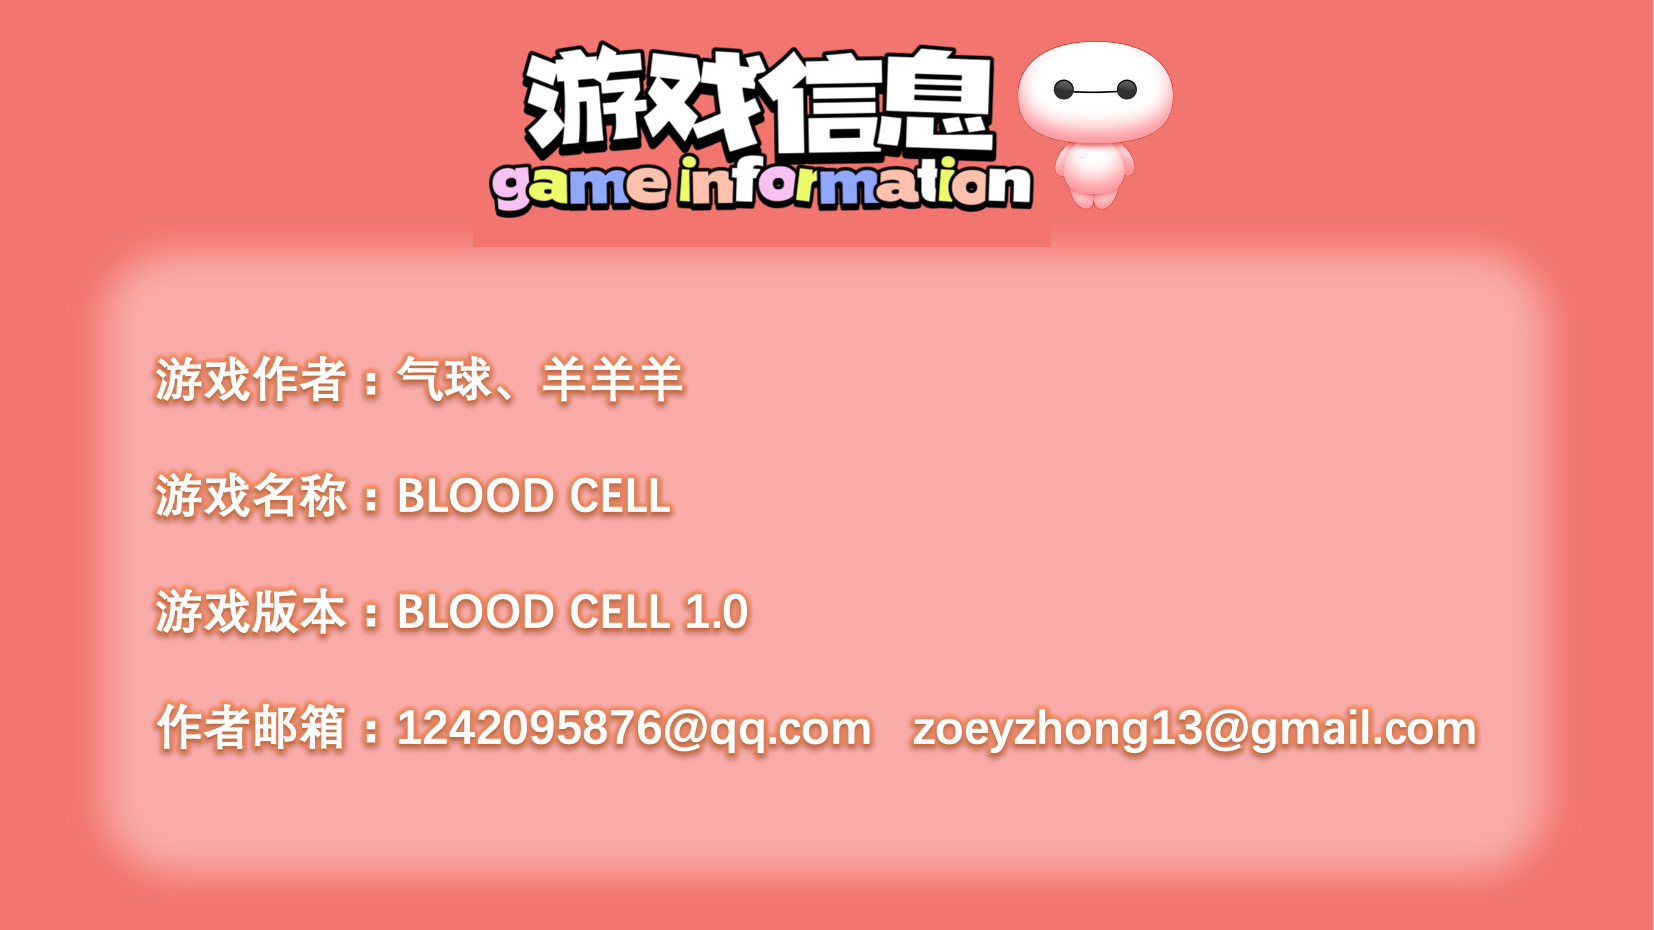 游戏信息
game information
游戏作者：气球、羊羊羊
游戏名称：BLOOD CELL
游戏版本：BLOOD CELL 1.0
作者邮箱：1242095876@qq.com zoeyzhong13@gmail.com